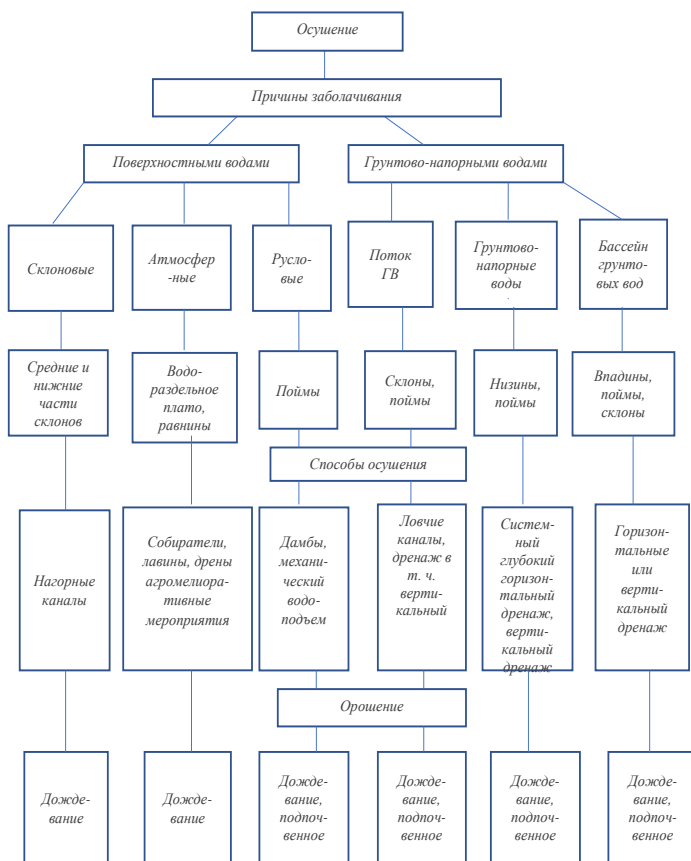 Осушение
Причины заболачивания
Поверхностными водами
Грунтово-напорными водами
Склоновые
Атмосфер
-ные
Русло-
вые
Поток
ГВ
Грунтово-
напорные
воды
.
Бассейн
грунто-
вых вод
Средние и
нижние
части
склонов
Водо-
раздельное
плато,
равнины
Поймы
Склоны,
поймы
Низины,
поймы
Впадины,
поймы,
склоны
Способы осушения
Нагорные
каналы
Собиратели,
лавины, дрены
агромелиора-
тивные
мероприятия
Дамбы,
механи-
ческий
водо-
подъем
Ловчие
каналы,
дренаж в
т. ч.
верти-
кальный
Систем-
ный
глубокий
горизон-
тальный
дренаж,
верти-
кальный
дренаж
Горизон-
тальные
или
верти-
кальный
дренаж
Орошение
Дожде-
вание
Дожде-
вание
Дожде-
вание,
подпоч-
венное
Дожде-
вание,
подпоч-
венное
Дожде-
вание,
подпоч-
венное
Дожде-
вание,
подпоч-
венное